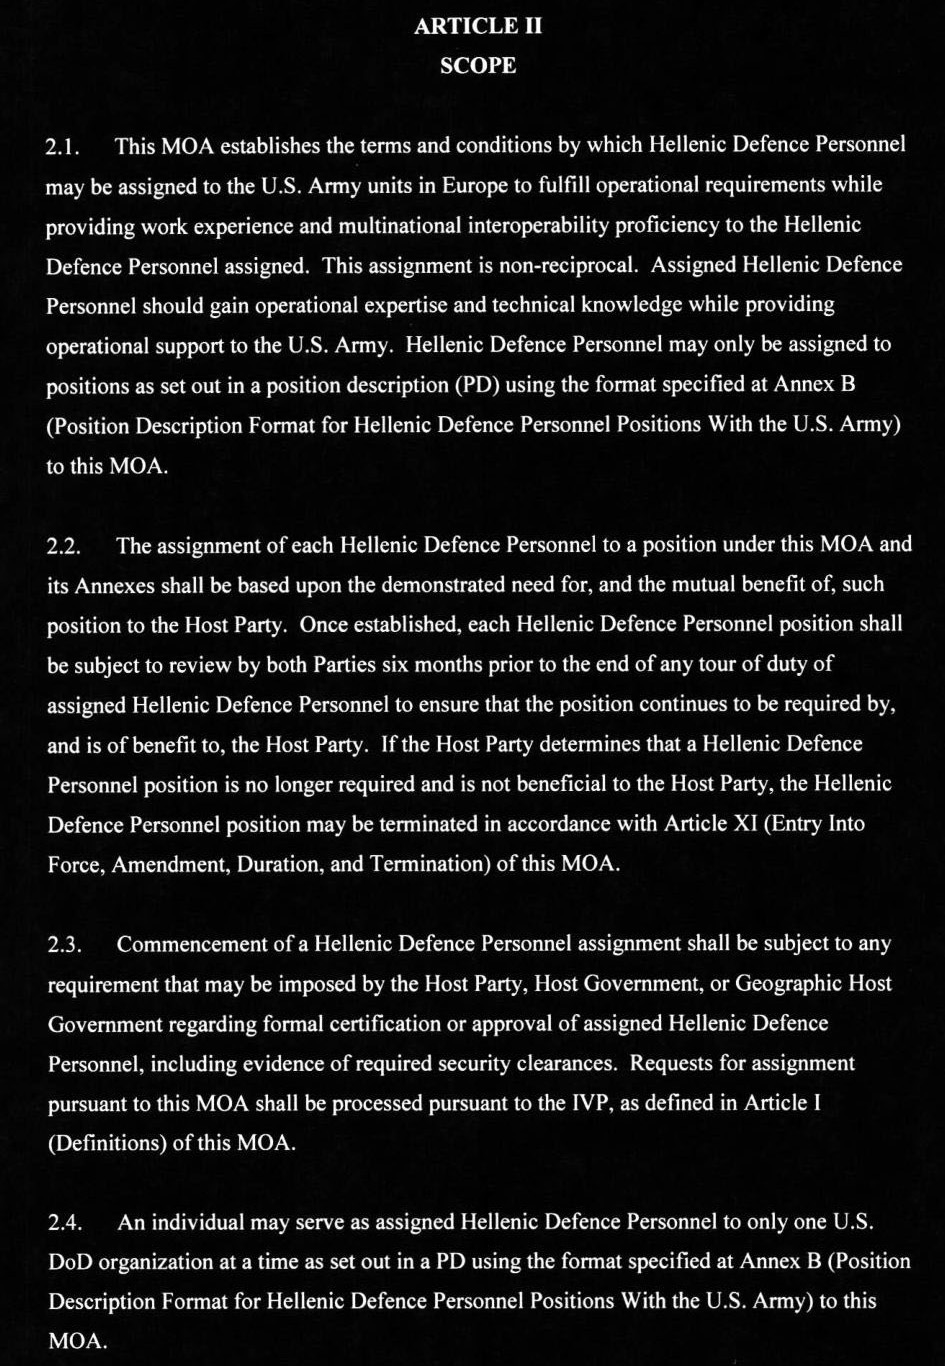 ARTICLE II
SCOPE
2.1. This MOA establishes the terms and conditions by which Hellenic Defence Personnel
may be assigned to the U.S. Army units in Europe to fulfill operational requirements while
providing work experience and multinational interoperability proficiency to the Hellenic
Defence Personnel assigned. This assignment is non-reciprocal. Assigned Hellenic Defence
Personnel should gain operational expertise and technical knowledge while providing
operational support to the U.S. Army. Hellenic Defence Personnel may only be assigned to
positions as set out in a position description (PD) using the format specified at Annex B
(Position Description Format for Hellenic Defence Personnel Positions With the U.S. Army)
to this MOA.
2.2. The assignment of each Hellenic Defence Personnel to a position under this MOA and
its Annexes shall be based upon the demonstrated need for, and the mutual benefit of, such
position to the Host Party. Once established, each Hellenic Defence Personnel position shall
be subject to review by both Parties six months prior to the end of any tour of duty of
assigned Hellenic Defence Personnel to ensure that the position continues to be required by,
and is of benefit to, the Host Party. If the Host Party determines that a Hellenic Defence
Personnel position is no longer required and is not beneficial to the Host Party, the Hellenic
Defence Personnel position may be terminated in accordance with Article XI (Entry Into
Force, Amendment, Duration, and Termination) of this MOA.
2.3. Commencement of a Hellenic Defence Personnel assignment shall be subject to any
requirement that may be imposed by the Host Party, Host Government, or Geographic Host
Government regarding formal certification or approval of assigned Hellenic Defence
Personnel, including evidence of required security clearances. Requests for assignment
pursuant to this MOA shall be processed pursuant to the IVP, as defined in Article I
(Definitions) of this MOA.
2.4. An individual may serve as assigned Hellenic Defence Personnel to only one U.S.
DoD organization at a time as set out in a PD using the format specified at Annex B (Position
Description Format for Hellenic Defence Personnel Positions With the U.S. Army) to this
MOA.